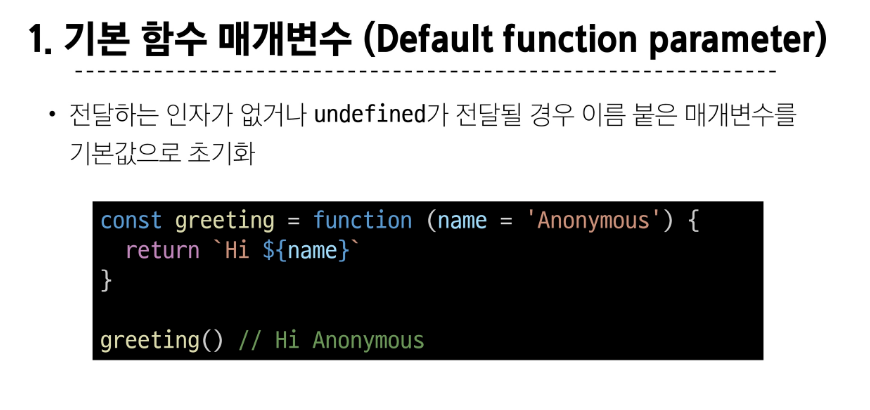 1. 기본 함수 매개변수 (Default function parameter)
• 전달하는 인자가 없거나 undefined가 전달될 경우 이름 붙은 매개변수를
기본값으로 초기화
const greeting = function (name = 'Anonymous') {
  return `Hi ${name}`
}
greeting() // Hi Anonymous